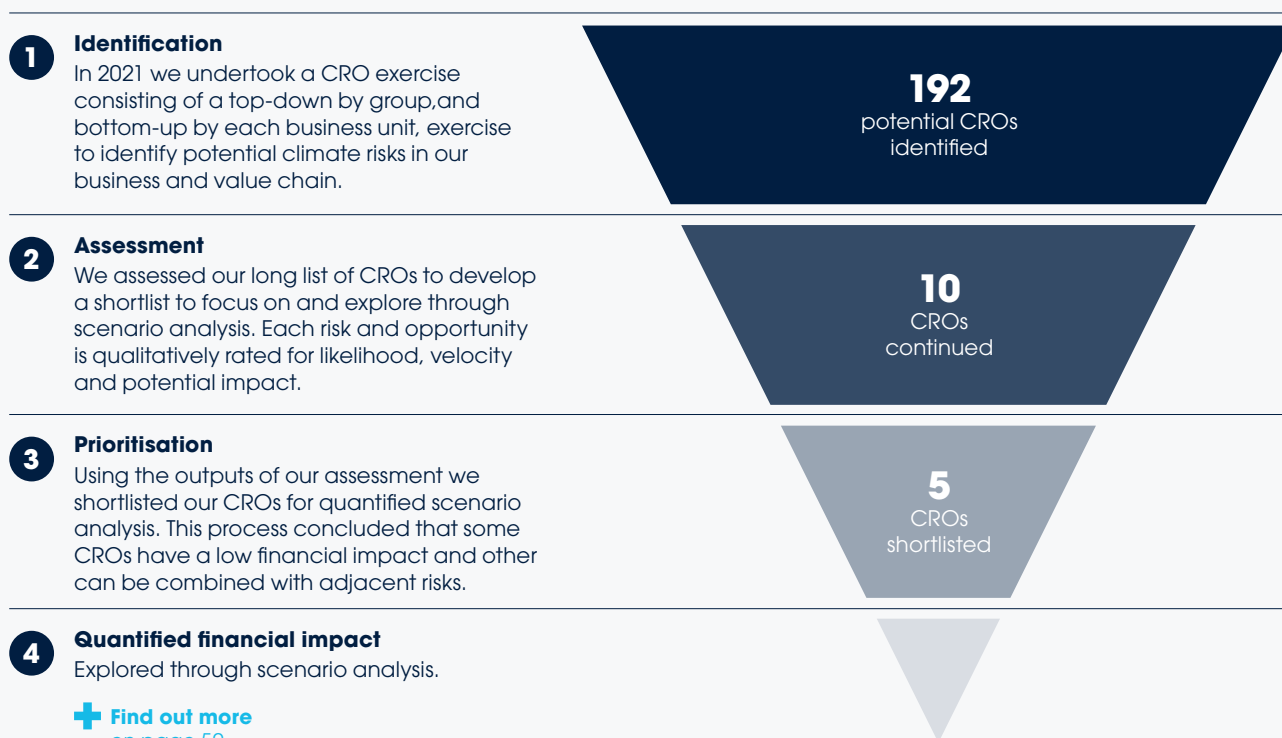 1
Identification
In 2021 we undertook a CRO exercise
consisting of a top-down by group,and
bottom-up by each business unit, exercise
to identify potential climate risks in our
business and value chain.
192
potential CROs
identified
2
Assessment
We assessed our long list of CROs to develop
a shortlist to focus on and explore through
scenario analysis. Each risk and opportunity
is qualitatively rated for likelihood, velocity
and potential impact.
10
CROs
continued
3
Prioritisation
Using the outputs of our assessment we
shortlisted our CROs for quantified scenario
analysis. This process concluded that some
CROs have a low financial impact and other
can be combined with adjacent risks.
5
CROs
shortlisted
4
Quantified financial impact
Explored through scenario analysis.
Find out more
on page